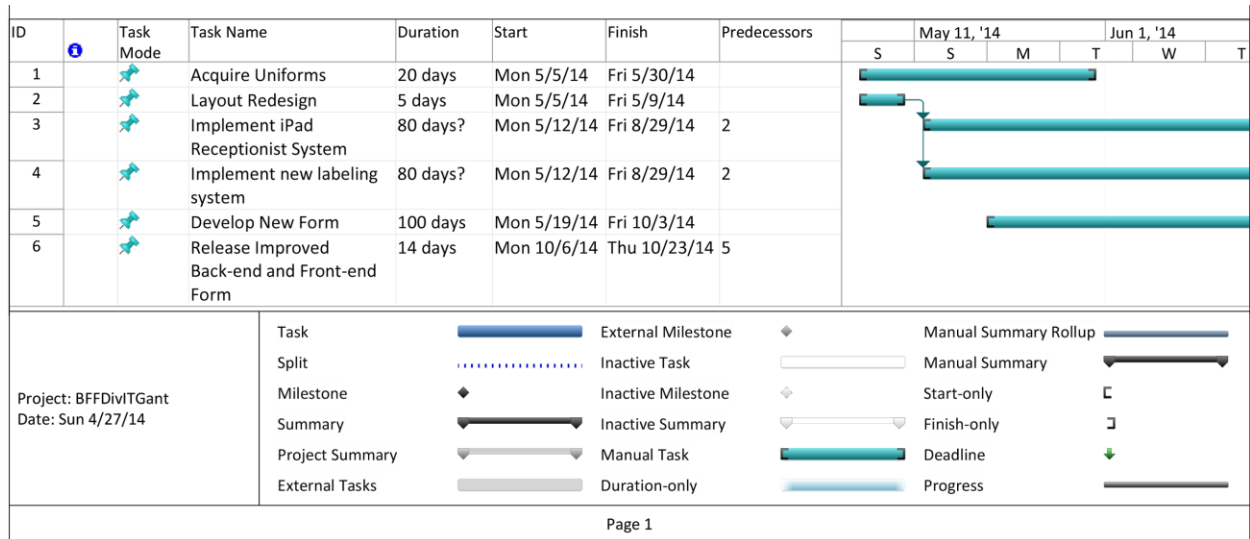 ID Task Mode Task Name Duration Start Finish Predecessors May 11, '14 Jun 1, '14
S S M T W T
1 Acquire Uniforms 20 days Mon 5/5/14 Fri 5/30/14
2 Layout Redesign 5 days Mon 5/5/14 Fri 5/9/14
3 Implement iPad 80 days? Mon 5/12/14 Fri 8/29/14 2
Receptionist System
4 Implement new labeling 80 days? Mon 5/12/14 Fri 8/29/14 2
system
5 Develop New Form 100 days Mon 5/19/14 Fri 10/3/14
6 Release Improved 14 days Mon 10/6/14 Thu 10/23/14 5
Back-end and Front-end
Form
Project: BFFDivITGant
Date: Sun 4/27/14
Task External Milestone Manual Summary Rollup
Split Inactive Task Manual Summary
Milestone Inactive Milestone Start-only
Summary Inactive Summary Finish-only
Project Summary Manual Task Deadline
External Tasks Duration-only Progress
Page 1